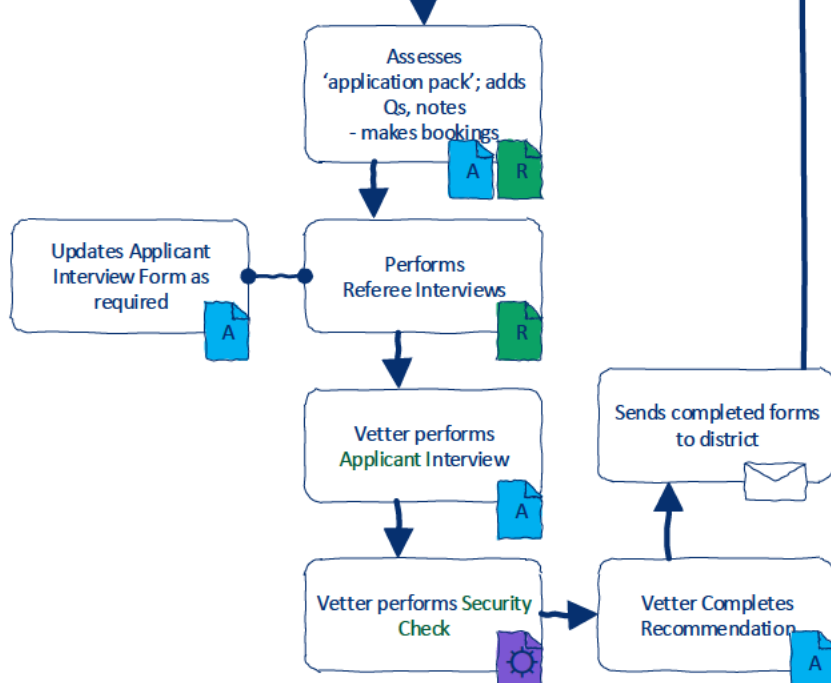 Assesses
‘application pack’; adds
Qs, notes
- makes bookings
A
R
Updates Applicant
Interview Form as
required
A
Performs
Referee Interviews
R
Vetter performs
Applicant Interview
A
Sends completed forms
to district
Vetter performs Security
Check
Vetter Completes
Recommendation
A